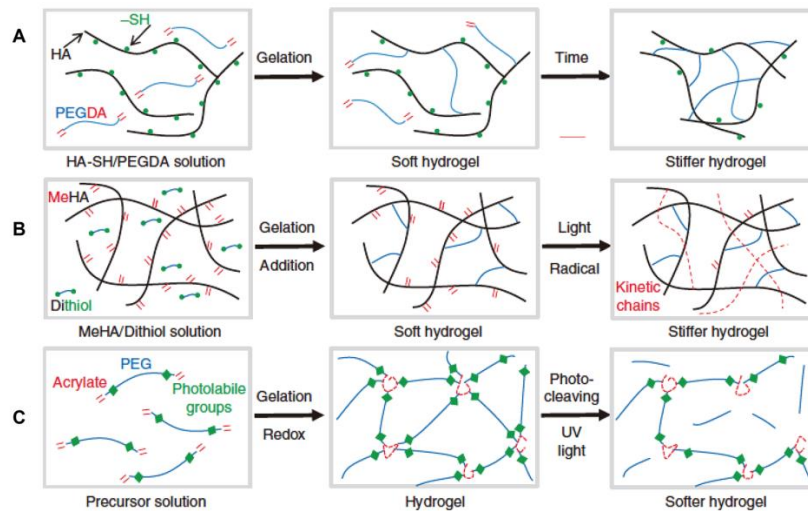 A
–SH
HA
PEGDA
Gelation
Time
HA-SH/PEGDA solution
Soft hydrogel
Stiffer hydrogel
B
MeHA
Dithiol
Gelation
Addition
Light
Radical
Kinetic
chains
MeHA/Dithiol solution
Soft hydrogel
Stiffer hydrogel
C
PEG
Acrylate
Photolabile
groups
Gelation
Redox
Photo-
cleaving
UV
light
Precursor solution
Hydrogel
Softer hydrogel